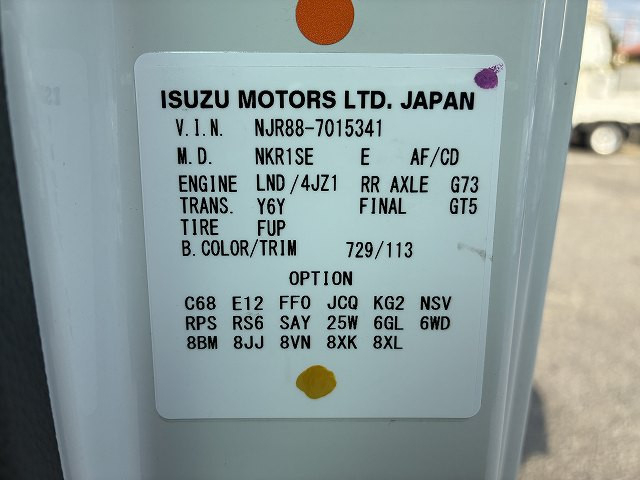 ISUZU MOTORS LTD. JAPAN
V.I.N. NJR88-7015341
M.D. NKR1SE E AF/CD
ENGINE LND/4JZ1 RR AXLE G73
TRANS. Y6Y FINAL GT5
TIRE FUP
B.COLOR/TRIM 729/113
OPTION
C68 E12 FF0 JCQ KG2 NSV
RPS RS6 SAY 25W 6GL 6WD
8BM 8JJ 8VN 8XK 8XL